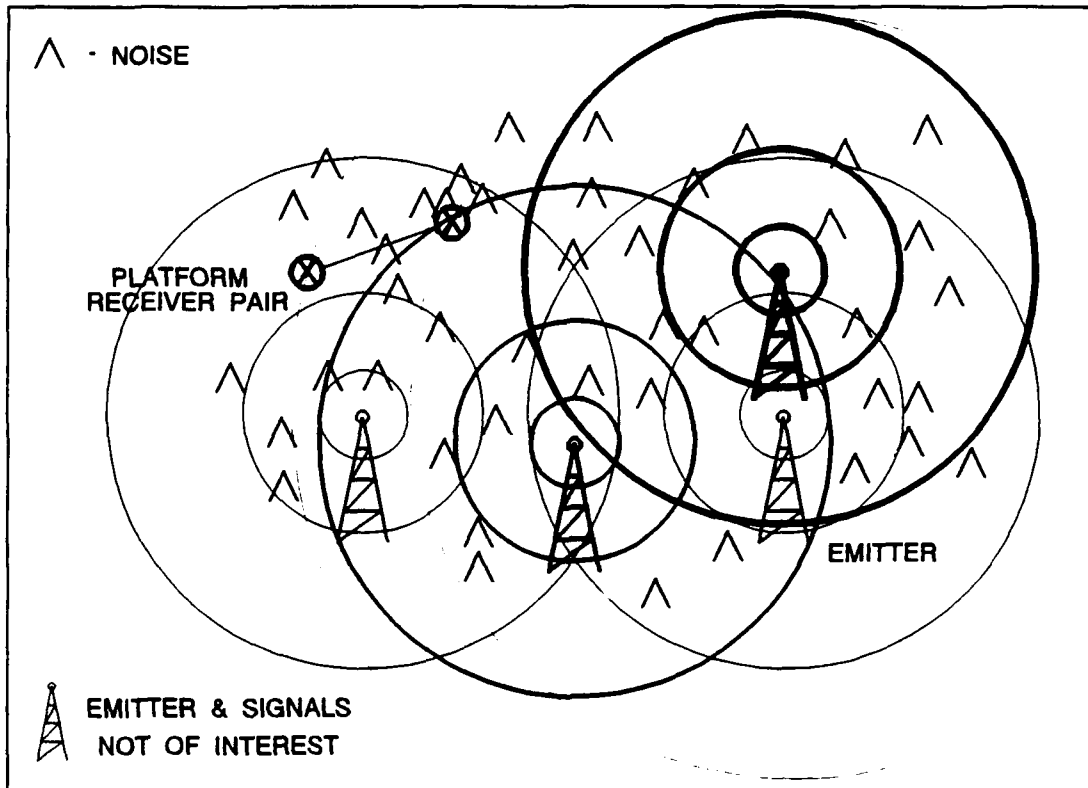 - NOISE
PLATFORM
RECEIVER PAIR
EMITTER
EMITTER & SIGNALS
NOT OF INTEREST